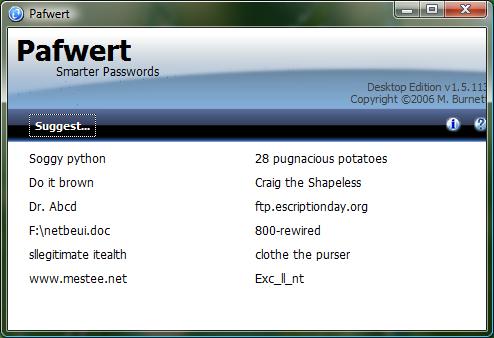 Pafwert
Pafwert
Smarter Passwords
Desktop Edition v1.5.113
Copyright ©2006 M. Burnett
Suggest...
Soggy python
28 pugnacious potatoes
Do it brown
Craig the Shapeless
Dr. Abcd
ftp.escriptionday.org
F:\netbeui.doc
800-rewired
sllegitimate itealth
clothe the purser
www.mestee.net
Exc_ll_nt